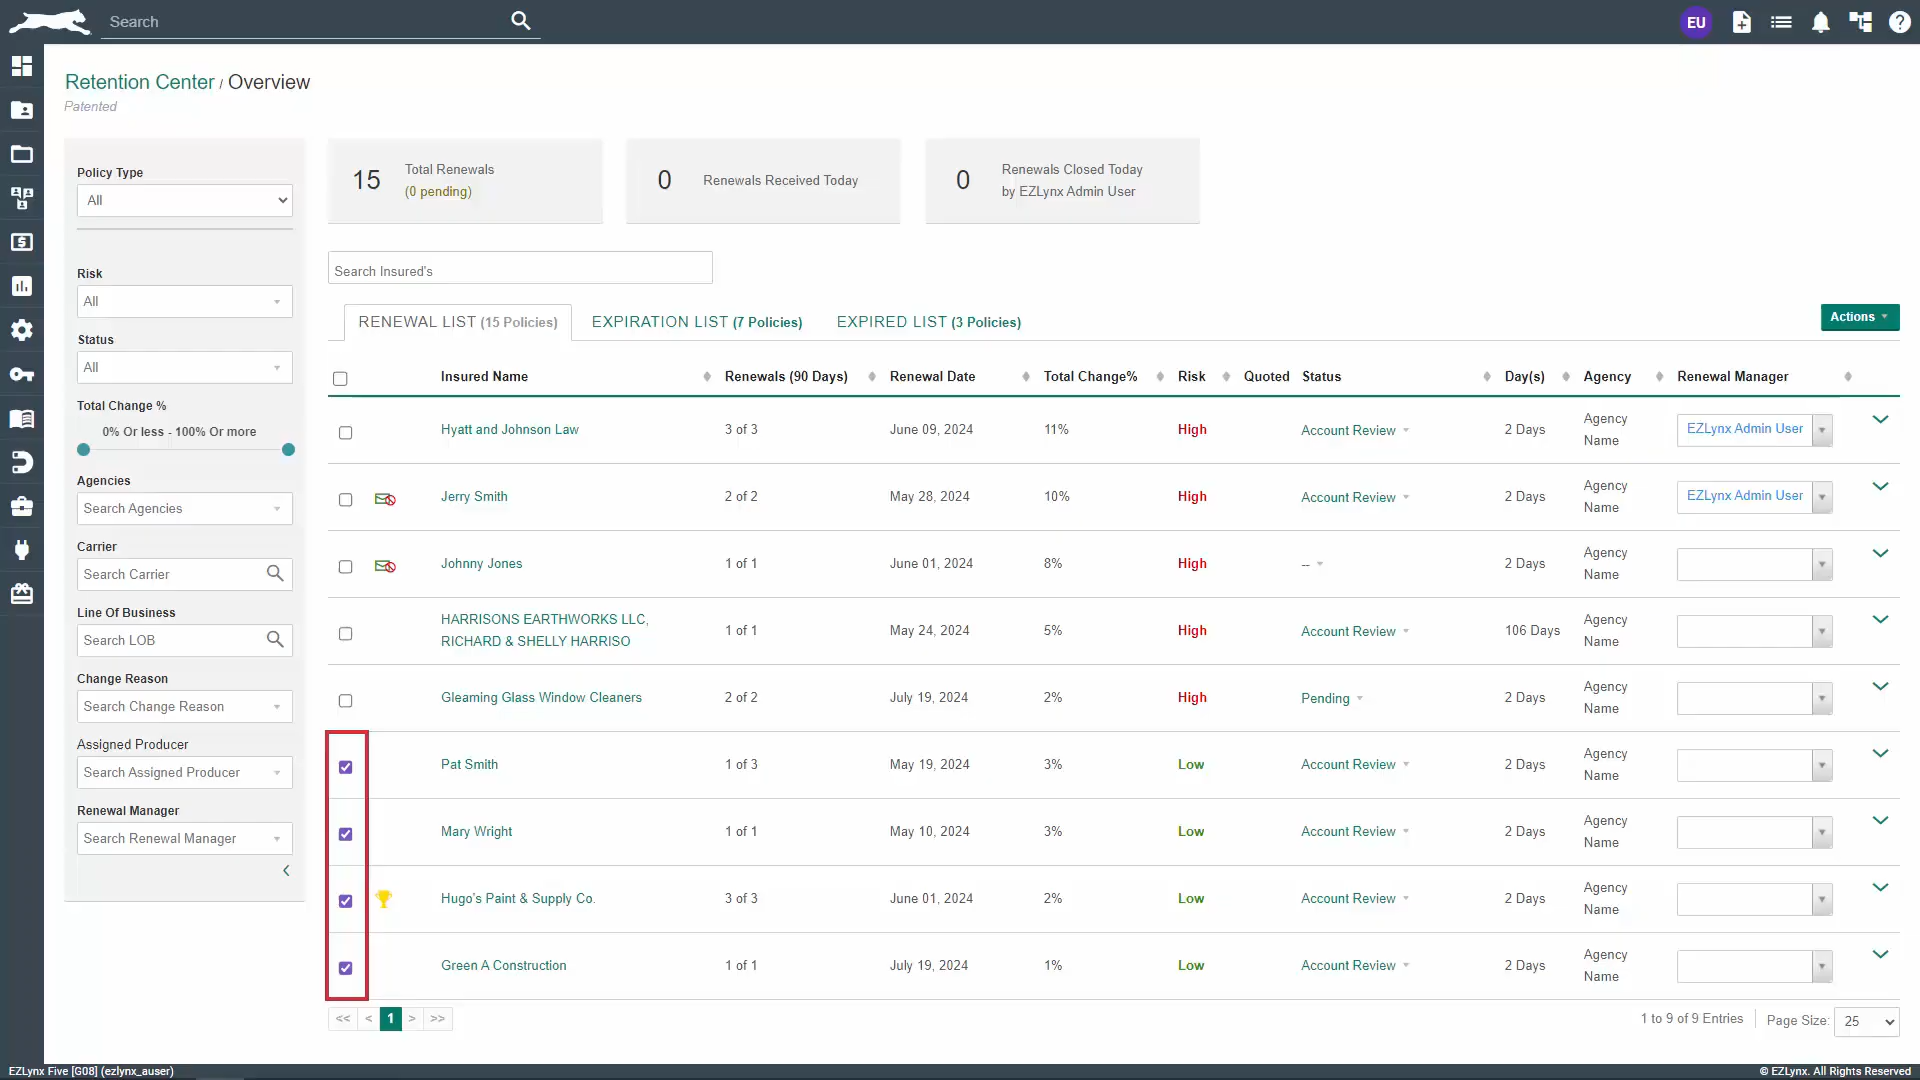 Search
EU
Retention Center / Overview
Patented
Policy Type
All
Risk
All
Status
All
Total Change %
0% Or less - 100% Or more
Agencies
Search Agencies
Carrier
Search Carrier
Line Of Business
Search LOB
Change Reason
Search Change Reason
Assigned Producer
Search Assigned Producer
Renewal Manager
Search Renewal Manager
15 Total Renewals
(0 pending)
0 Renewals Received Today
0 Renewals Closed Today
by EZLynx Admin User
Search Insured's
RENEWAL LIST (15 Policies) EXPIRATION LIST (7 Policies) EXPIRED LIST (3 Policies) Actions
Insured Name Renewals (90 Days) Renewal Date Total Change% Risk Quoted Status Day(s) Agency Renewal Manager
Hyatt and Johnson Law 3 of 3 June 09, 2024 11% High Account Review 2 Days Agency Name EZLynx Admin User
Jerry Smith 2 of 2 May 28, 2024 10% High Account Review 2 Days Agency Name EZLynx Admin User
Johnny Jones 1 of 1 June 01, 2024 8% High -- 2 Days Agency Name
HARRISONS EARTHWORKS LLC,
RICHARD & SHELLY HARRISO 1 of 1 May 24, 2024 5% High Account Review 106 Days Agency Name
Gleaming Glass Window Cleaners 2 of 2 July 19, 2024 2% High Pending 2 Days Agency Name
Pat Smith 1 of 3 May 19, 2024 3% Low Account Review 2 Days Agency Name
Mary Wright 1 of 1 May 10, 2024 3% Low Account Review 2 Days Agency Name
Hugo's Paint & Supply Co. 3 of 3 June 01, 2024 2% Low Account Review 2 Days Agency Name
Green A Construction 1 of 1 July 19, 2024 1% Low Account Review 2 Days Agency Name
<< < 1 > >> 1 to 9 of 9 Entries Page Size: 25
EZLynx Five [G08] (ezlynx_auser) © EZLynx. All Rights Reserved